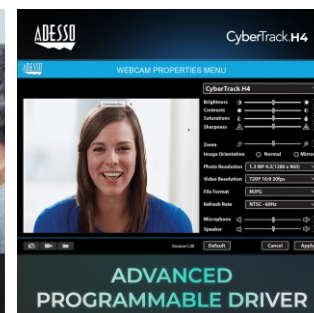 ADESSO
CyberTrack H4
ADESSO
WEBCAM PROPERTIES MENU
CyberTrack H4
Brightness
Contrasts
Saturations
Sharpness
Zoom
Image Orientation Normal Mirror
Photo Resolution
Video Resolution 720P 16:9 30fps
File Format MJPG
Refresh Rate NTSC - 60Hz
Microphone
Speaker
Default Cancel Apply
ADVANCED
PROGRAMMABLE DRIVER